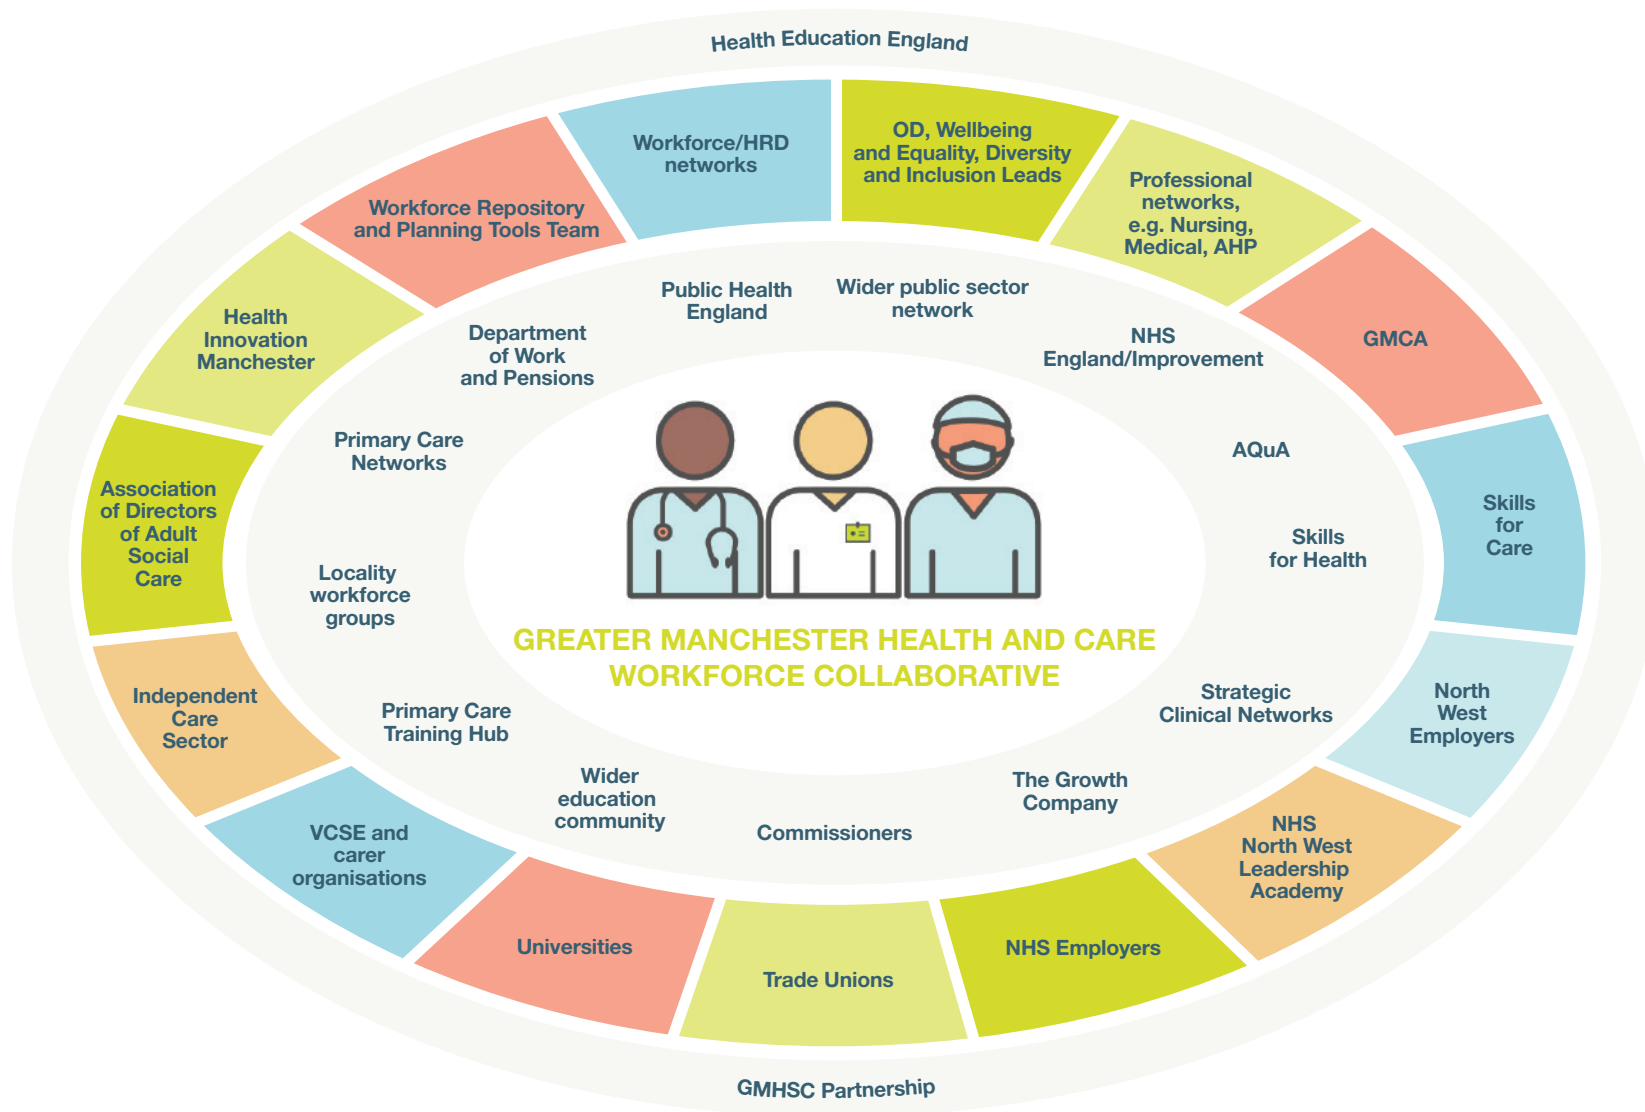 Health Education England
Workforce/HRD
networks
OD, Wellbeing
and Equality, Diversity
and Inclusion Leads
Professional
networks,
e.g. Nursing,
Medical, AHP
GMCA
Skills
for
Care
North
West
Employers
NHS
North West
Leadership
Academy
NHS Employers
Trade Unions
Universities
VCSE and
carer
organisations
Independent
Care
Sector
Association
of Directors
of Adult
Social
Care
Health
Innovation
Manchester
Workforce Repository
and Planning Tools Team
Public Health
England
Wider public sector
network
NHS
England/Improvement
AQuA
Skills
for Health
Strategic
Clinical Networks
The Growth
Company
Commissioners
Wider
education
community
Primary Care
Training Hub
Locality
workforce
groups
Primary Care
Networks
Department
of Work
and Pensions
GREATER MANCHESTER HEALTH AND CARE
WORKFORCE COLLABORATIVE
GMHSC Partnership